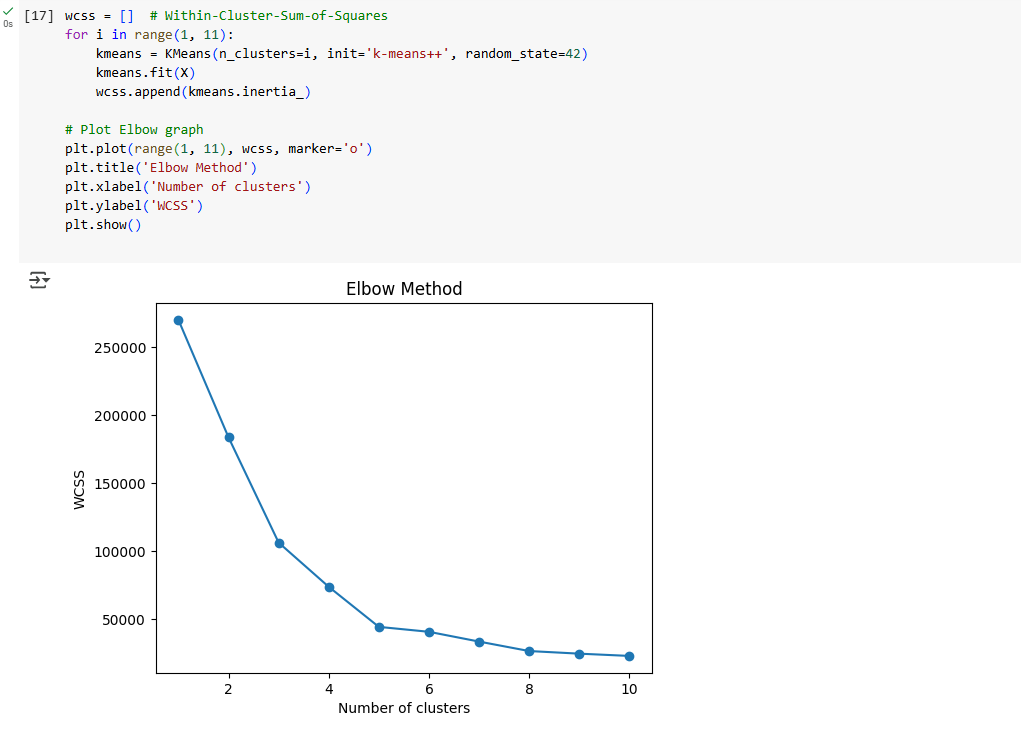 [17] wcss = []  # Within-Cluster-Sum-of-Squares
for i in range(1, 11):
    kmeans = KMeans(n_clusters=i, init='k-means++', random_state=42)
    kmeans.fit(X)
    wcss.append(kmeans.inertia_)
0s
# Plot Elbow graph
plt.plot(range(1, 11), wcss, marker='o')
plt.title('Elbow Method')
plt.xlabel('Number of clusters')
plt.ylabel('WCSS')
plt.show()
Elbow Method
250000
200000
150000
100000
50000
WCSS
2 4 6 8 10
Number of clusters